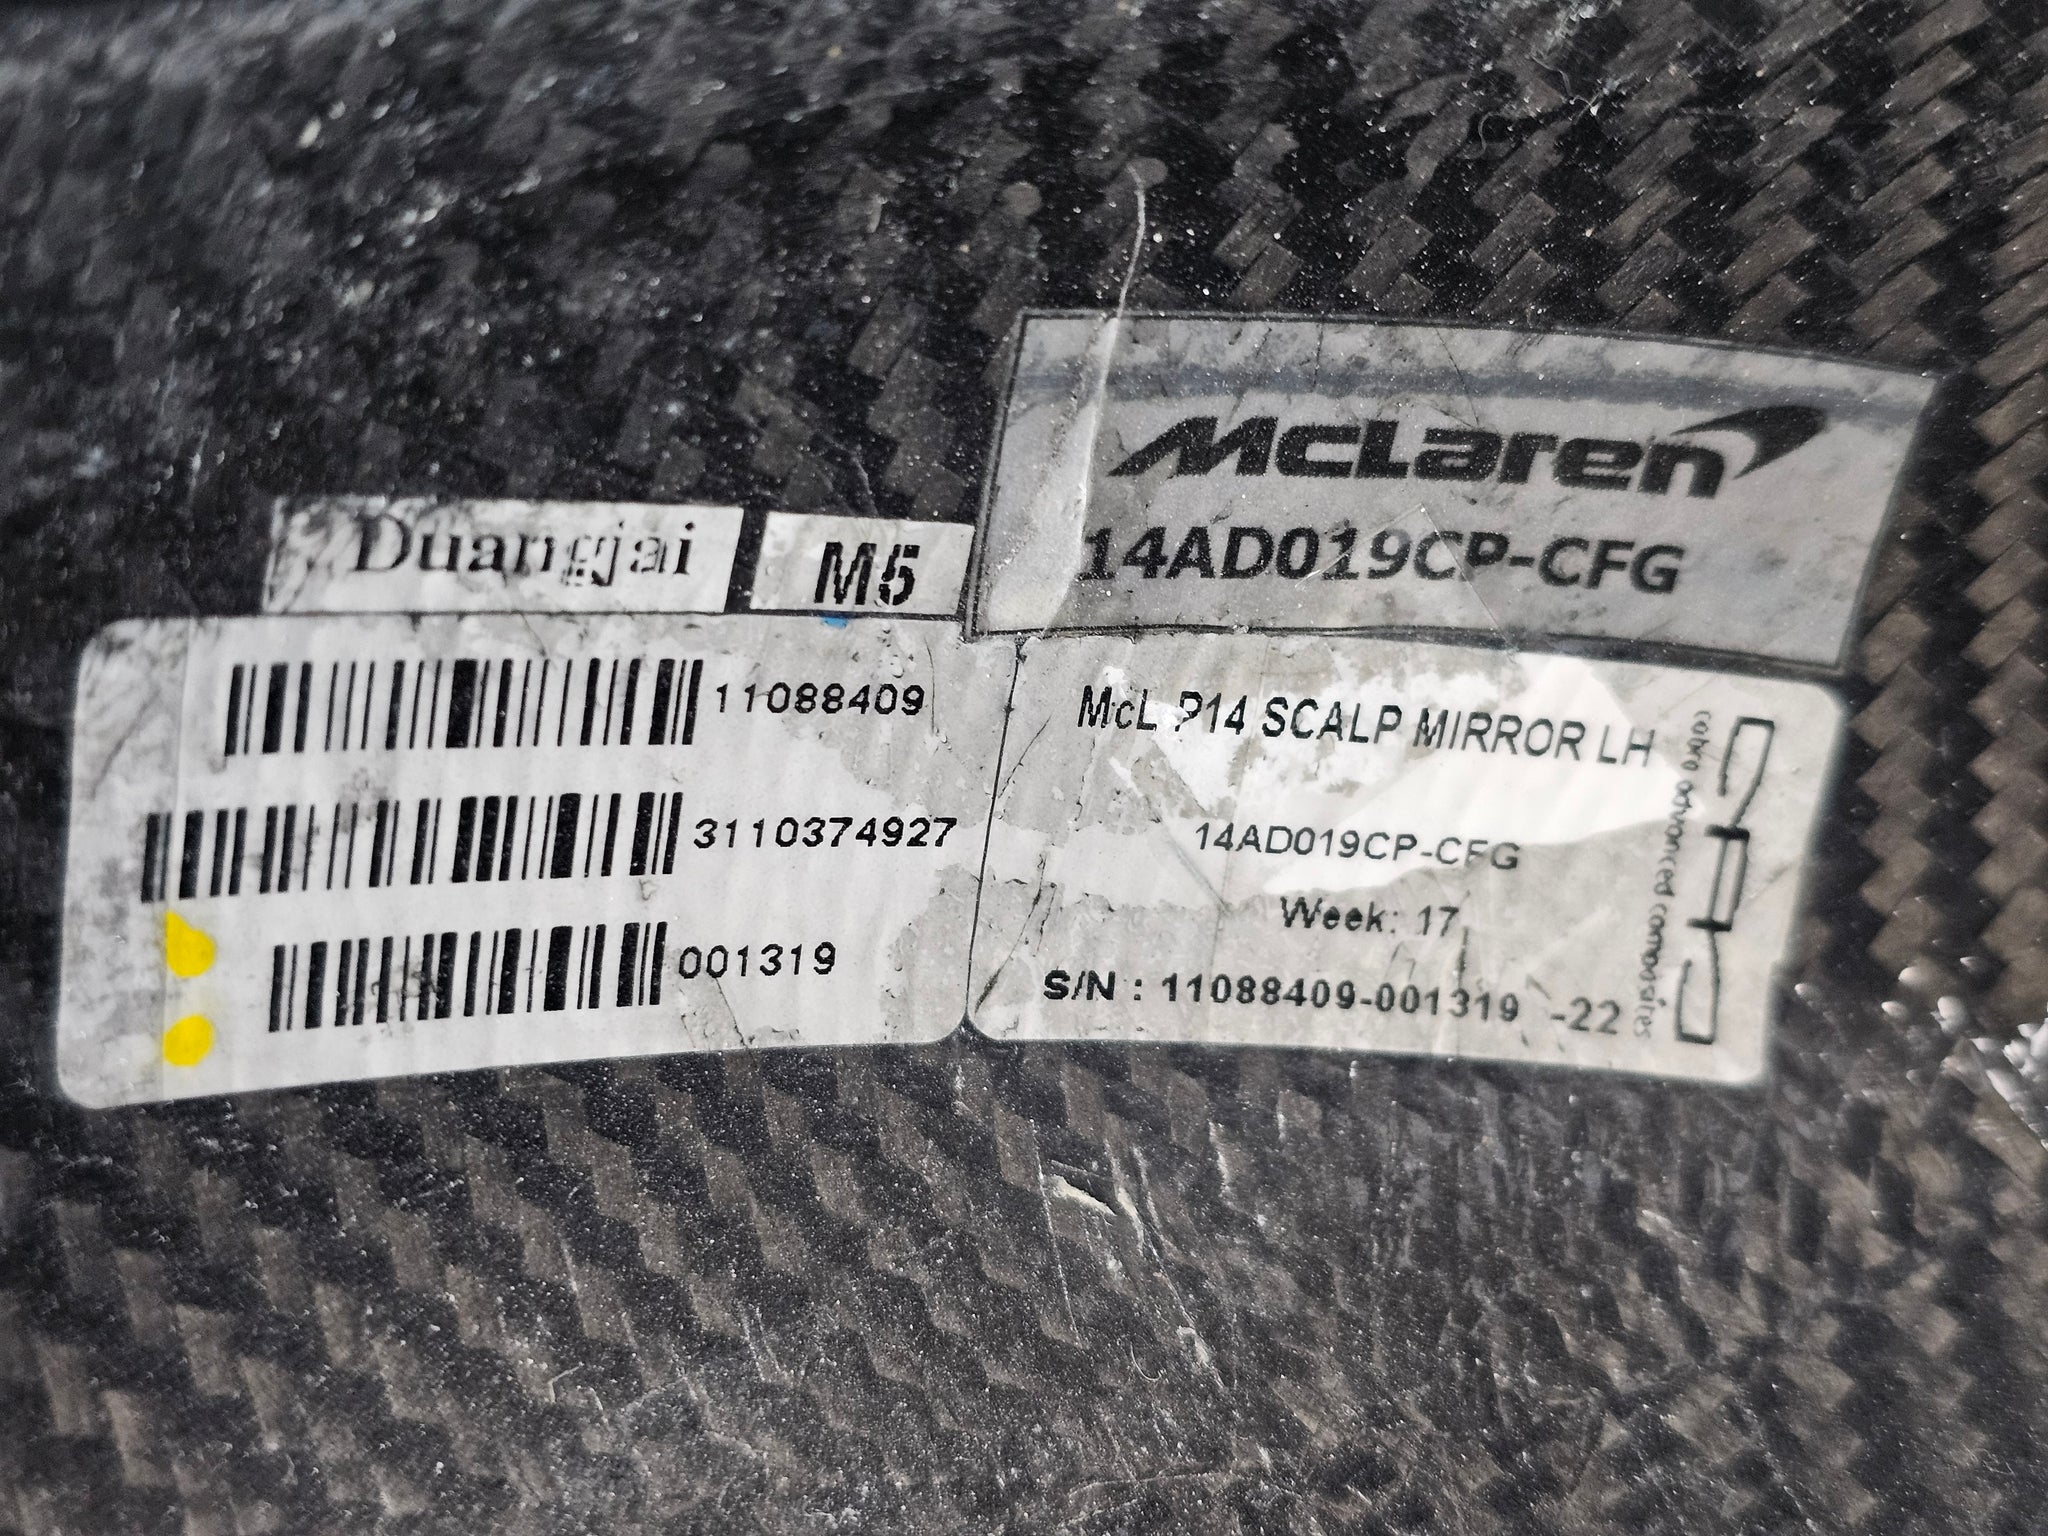 McLaren
14AD019CP-CFG
Duangjai
M5
11088409
3110374927
001319
McL P14 SCALP MIRROR LH
14AD019CP-CFG
Week: 17
S/N : 11088409-001319 -22
cobra advanced composites